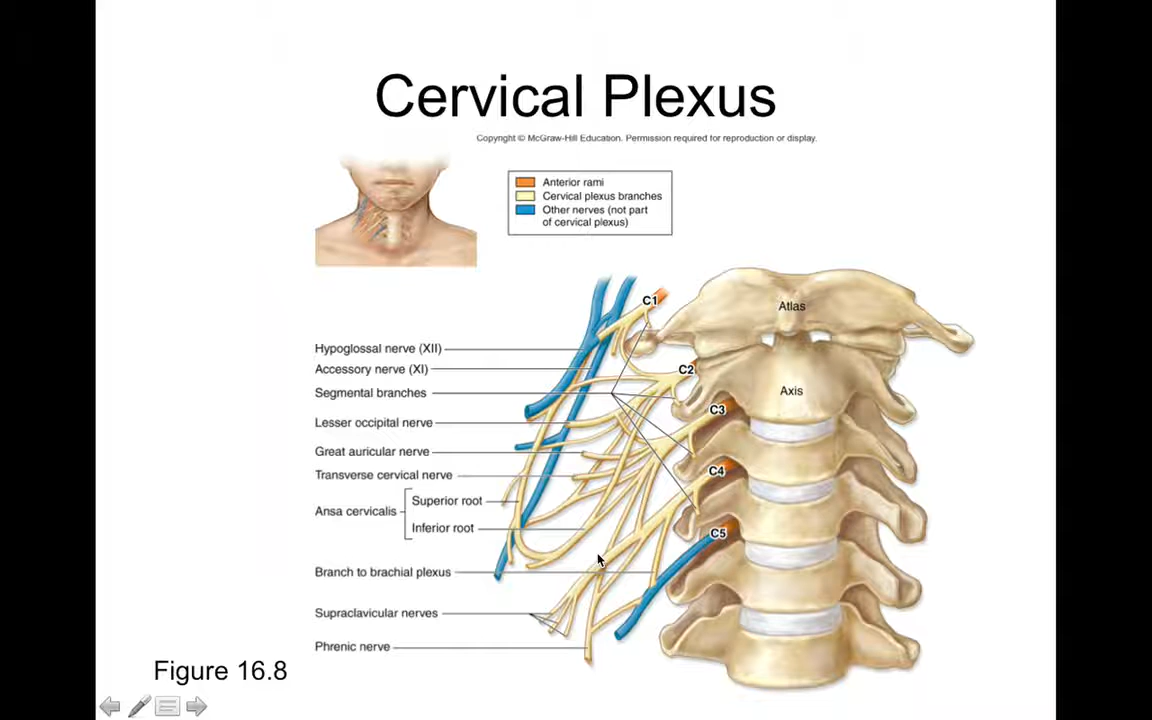 Cervical Plexus
Copyright © McGraw-Hill Education. Permission required for reproduction or display.
Anterior rami
Cervical plexus branches
Other nerves (not part
of cervical plexus)
C1
Atlas
Hypoglossal nerve (XII)
Accessory nerve (XI)
C2
Segmental branches
Axis
C3
Lesser occipital nerve
Great auricular nerve
C4
Transverse cervical nerve
Superior root
Ansa cervicalis
Inferior root
C5
Branch to brachial plexus
Supraclavicular nerves
Phrenic nerve
Figure 16.8